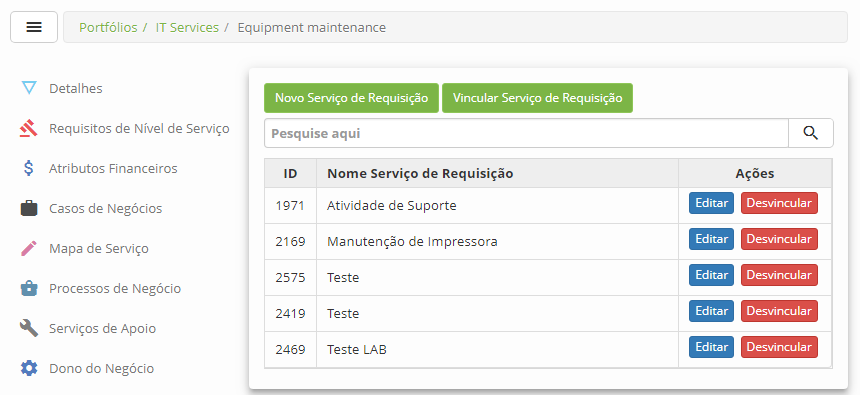 Portfólios / IT Services / Equipment maintenance
Detalhes
Requisitos de Nível de Serviço
Atributos Financeiros
Casos de Negócios
Mapa de Serviço
Processos de Negócio
Serviços de Apoio
Dono do Negócio
Novo Serviço de Requisição Vincular Serviço de Requisição
Pesquise aqui
ID Nome Serviço de Requisição Ações
1971 Atividade de Suporte Editar Desvincular
2169 Manutenção de Impressora Editar Desvincular
2575 Teste Editar Desvincular
2419 Teste Editar Desvincular
2469 Teste LAB Editar Desvincular